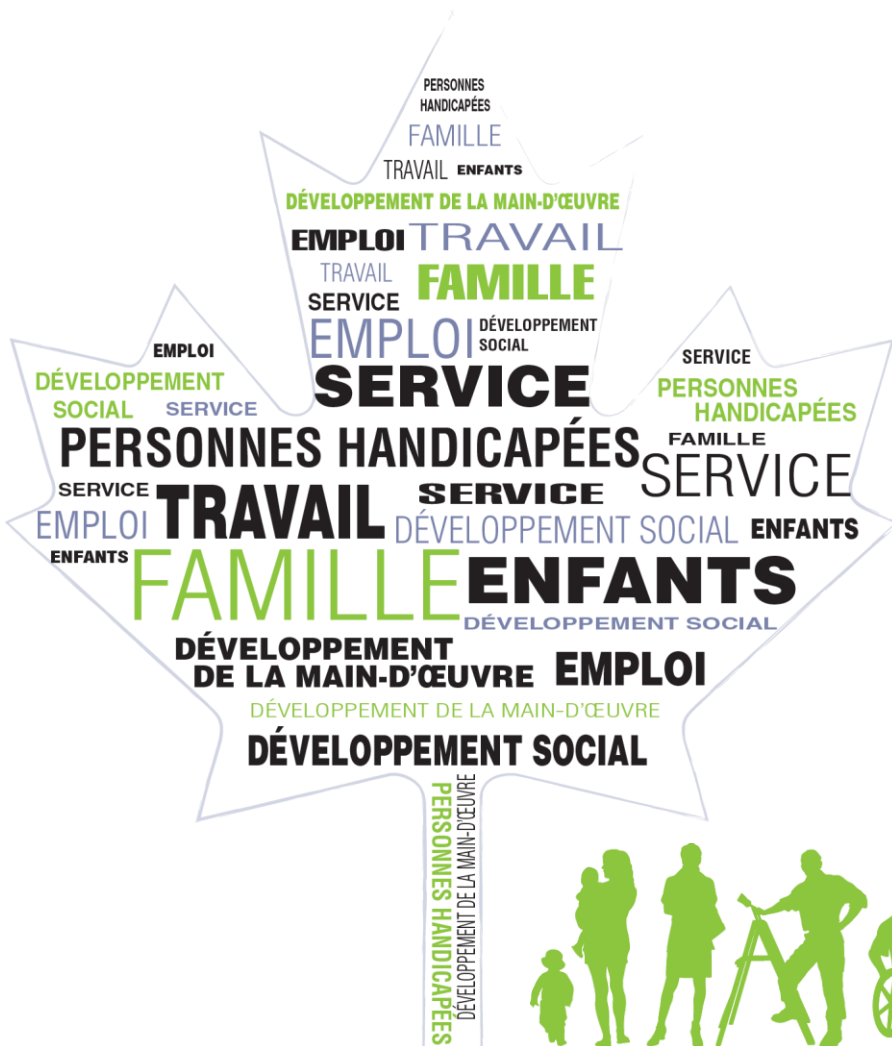 PERSONNES
HANDICAPÉES
FAMILLE
TRAVAIL ENFANTS
DÉVELOPPEMENT DE LA MAIN-D'ŒUVRE
EMPLOI TRAVAIL
TRAVAIL FAMILLE
SERVICE
EMPLOI DÉVELOPPEMENT
SOCIAL
SERVICE
EMPLOI
DÉVELOPPEMENT
SOCIAL SERVICE
SERVICE
PERSONNES
HANDICAPÉES
PERSONNES HANDICAPÉES
FAMILLE
SERVICE
SERVICE
TRAVAIL
SERVICE
EMPLOI
DÉVELOPPEMENT SOCIAL
ENFANTS
ENFANTS
FAMILLE
ENFANTS
DÉVELOPPEMENT SOCIAL
DÉVELOPPEMENT
DE LA MAIN-D'ŒUVRE
EMPLOI
DÉVELOPPEMENT DE LA MAIN-D'ŒUVRE
DÉVELOPPEMENT SOCIAL
PERSONNES HANDICAPÉES
DÉVELOPPEMENT DE LA MAIN-D'ŒUVRE